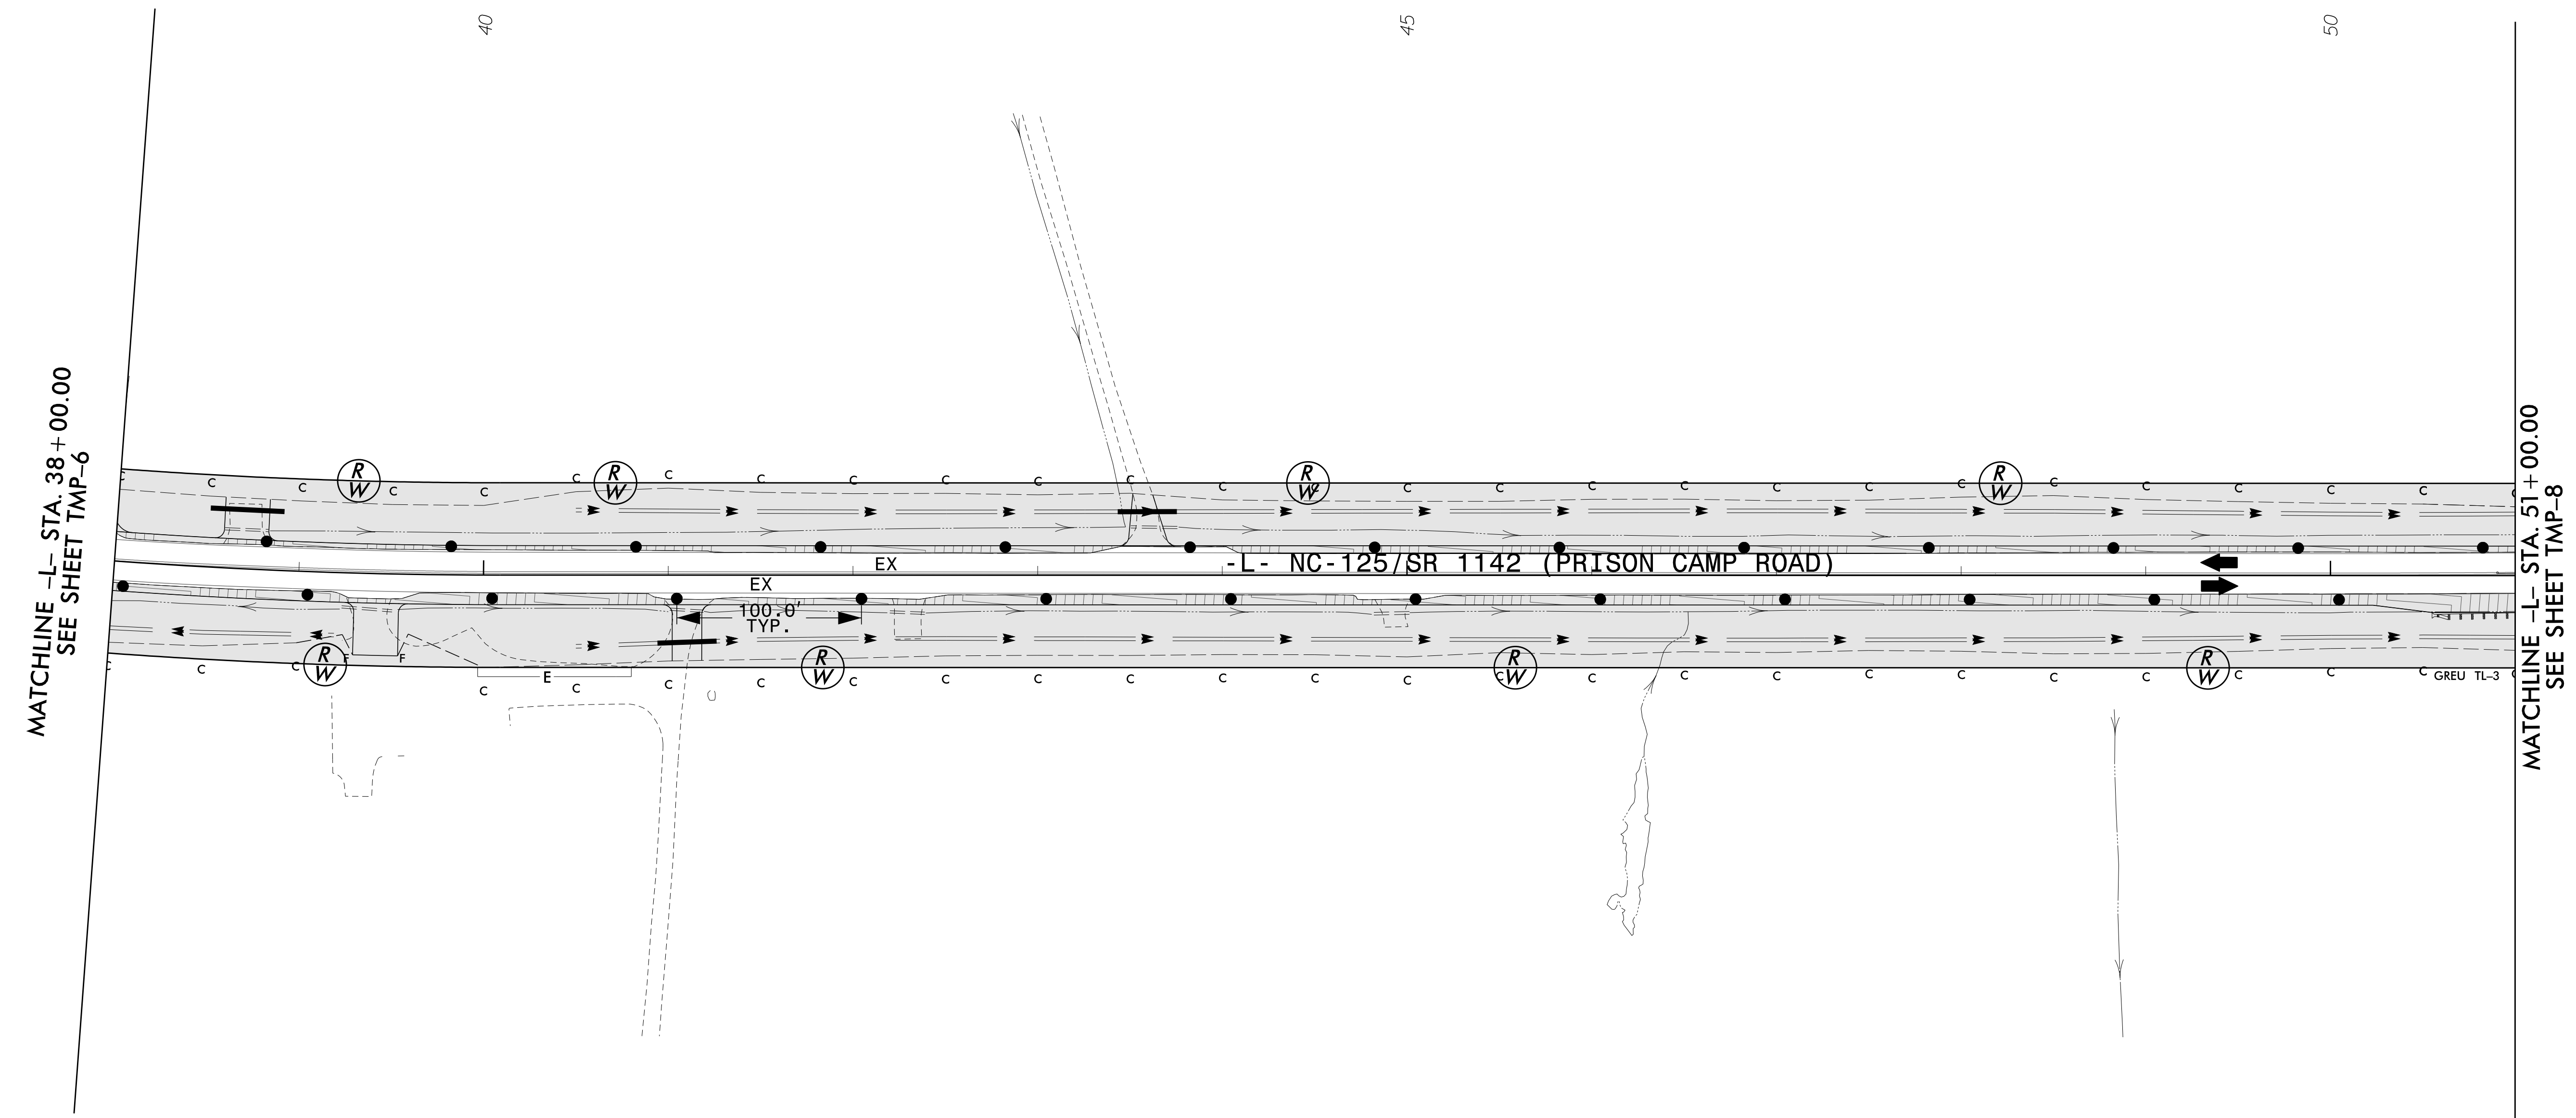 40
45
50
MATCHLINE –L– STA. 38+00.00
SEE SHEET TMP–6
C C C C C C C C C C C C C C C C C C C C C C C C C C C
R
W
R
W
R
W
R
W
EX
-L- NC-125/SR 1142 (PRISON CAMP ROAD)
EX
100.0'
TYP.
F
F
R
W
R
W
R
W
R
W
E
C C C C C C C C C C C C C C C C C C C C C C C C C C C
GREU TL–3
MATCHLINE –L– STA. 51+00.00
SEE SHEET TMP–8